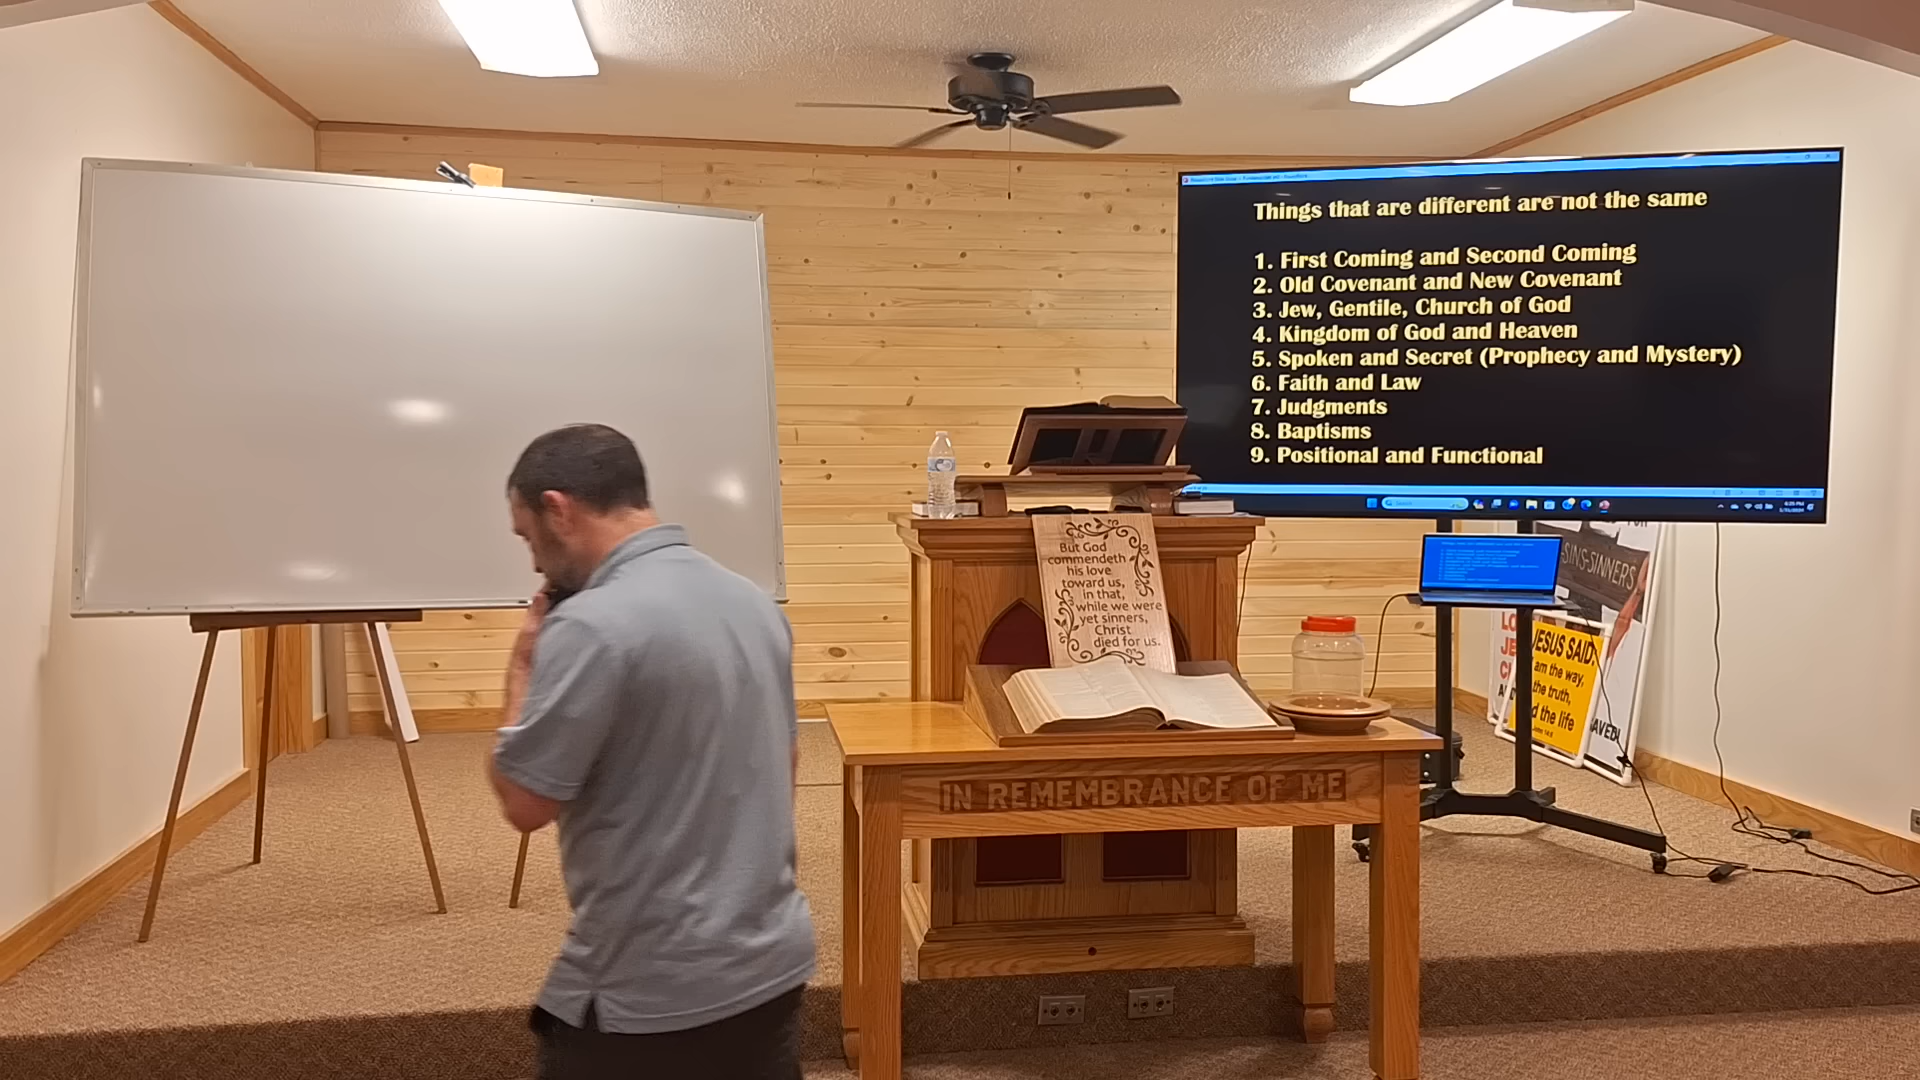 Things that are different are not the same
1. First Coming and Second Coming
2. Old Covenant and New Covenant
3. Jew, Gentile, Church of God
4. Kingdom of God and Heaven
5. Spoken and Secret (Prophecy and Mystery)
6. Faith and Law
7. Judgments
8. Baptisms
9. Positional and Functional
But God
commendeth
his love
toward us,
in that,
while we were
yet sinners,
Christ
died for us.
IN REMEMBRANCE OF ME
SINS-SINNERS
JESUS SAID:
am the way,
the truth,
d the life
AVED!